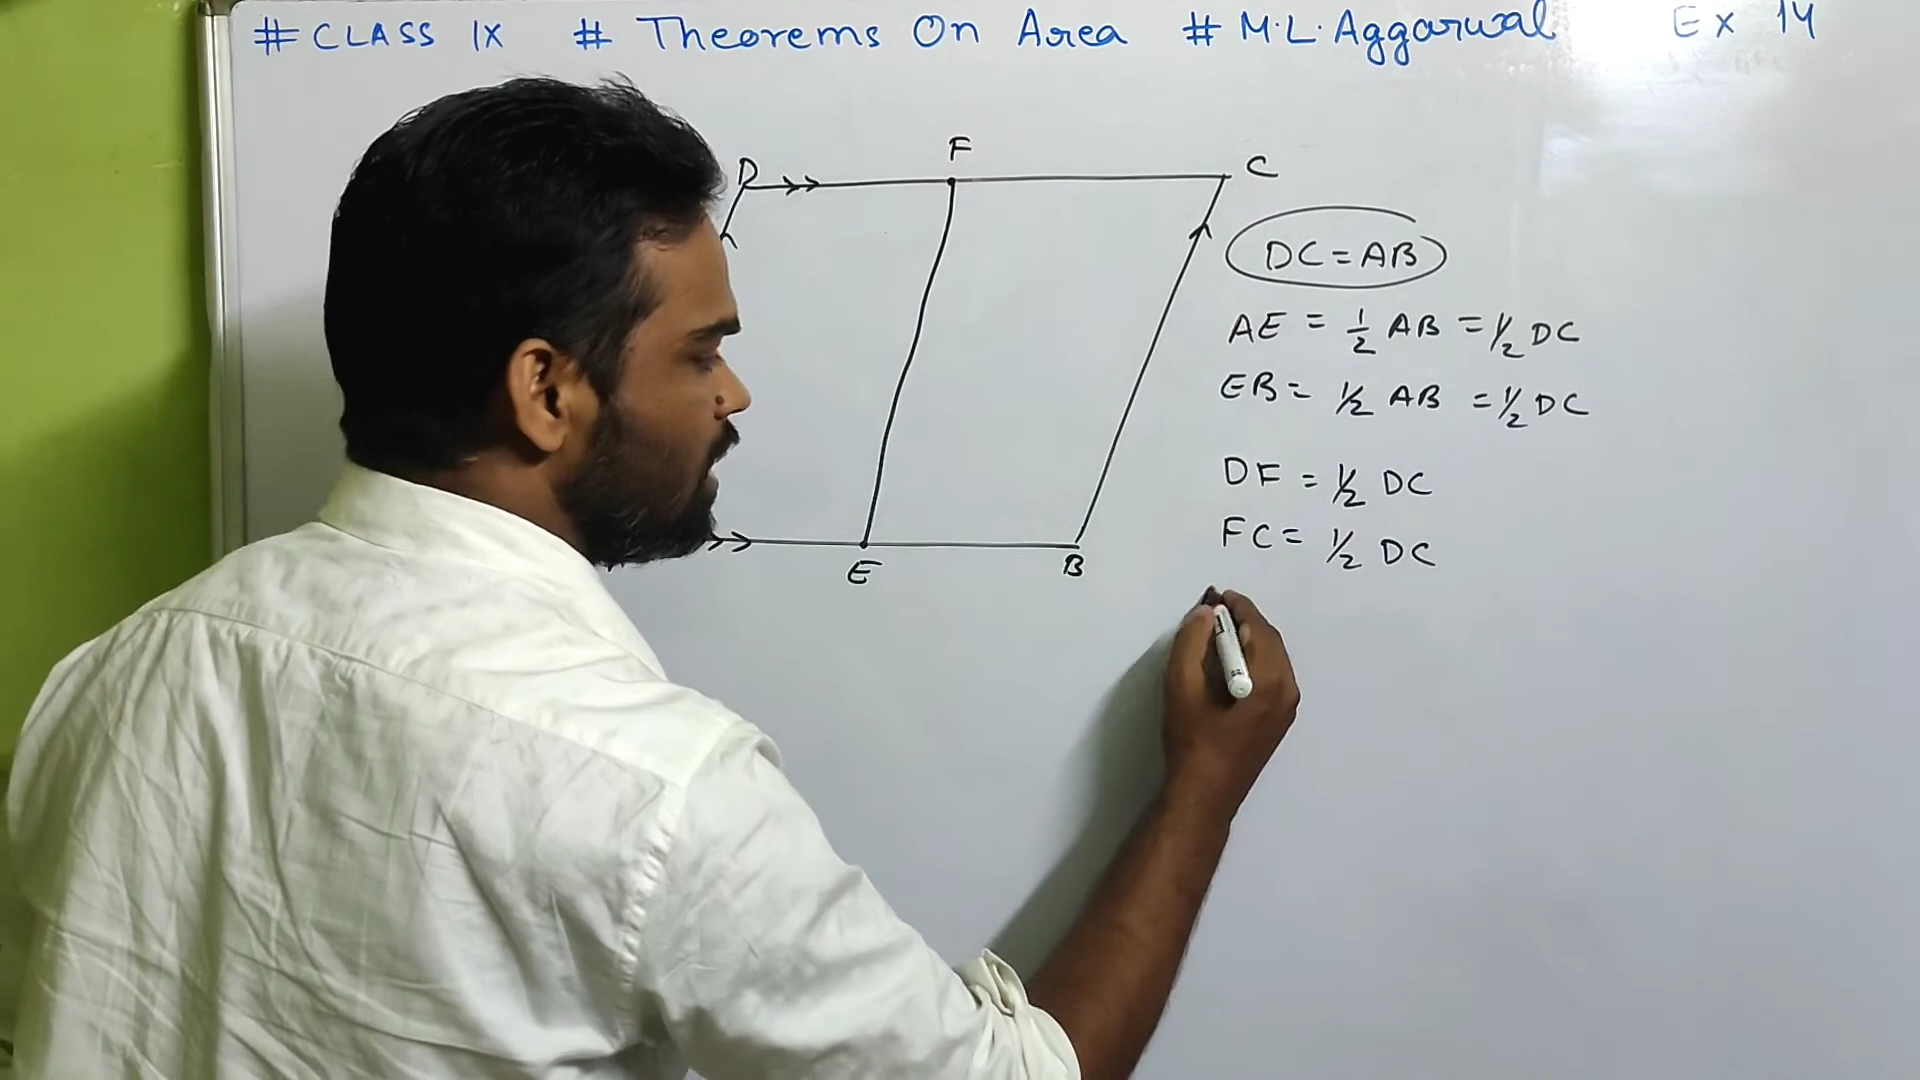 # CLASS IX # Theorems On Area # M.L. Aggarwal Ex 14
F
D
C
DC = AB
AE = 1/2 AB = 1/2 DC
EB = 1/2 AB = 1/2 DC
DF = 1/2 DC
FC = 1/2 DC
E
B